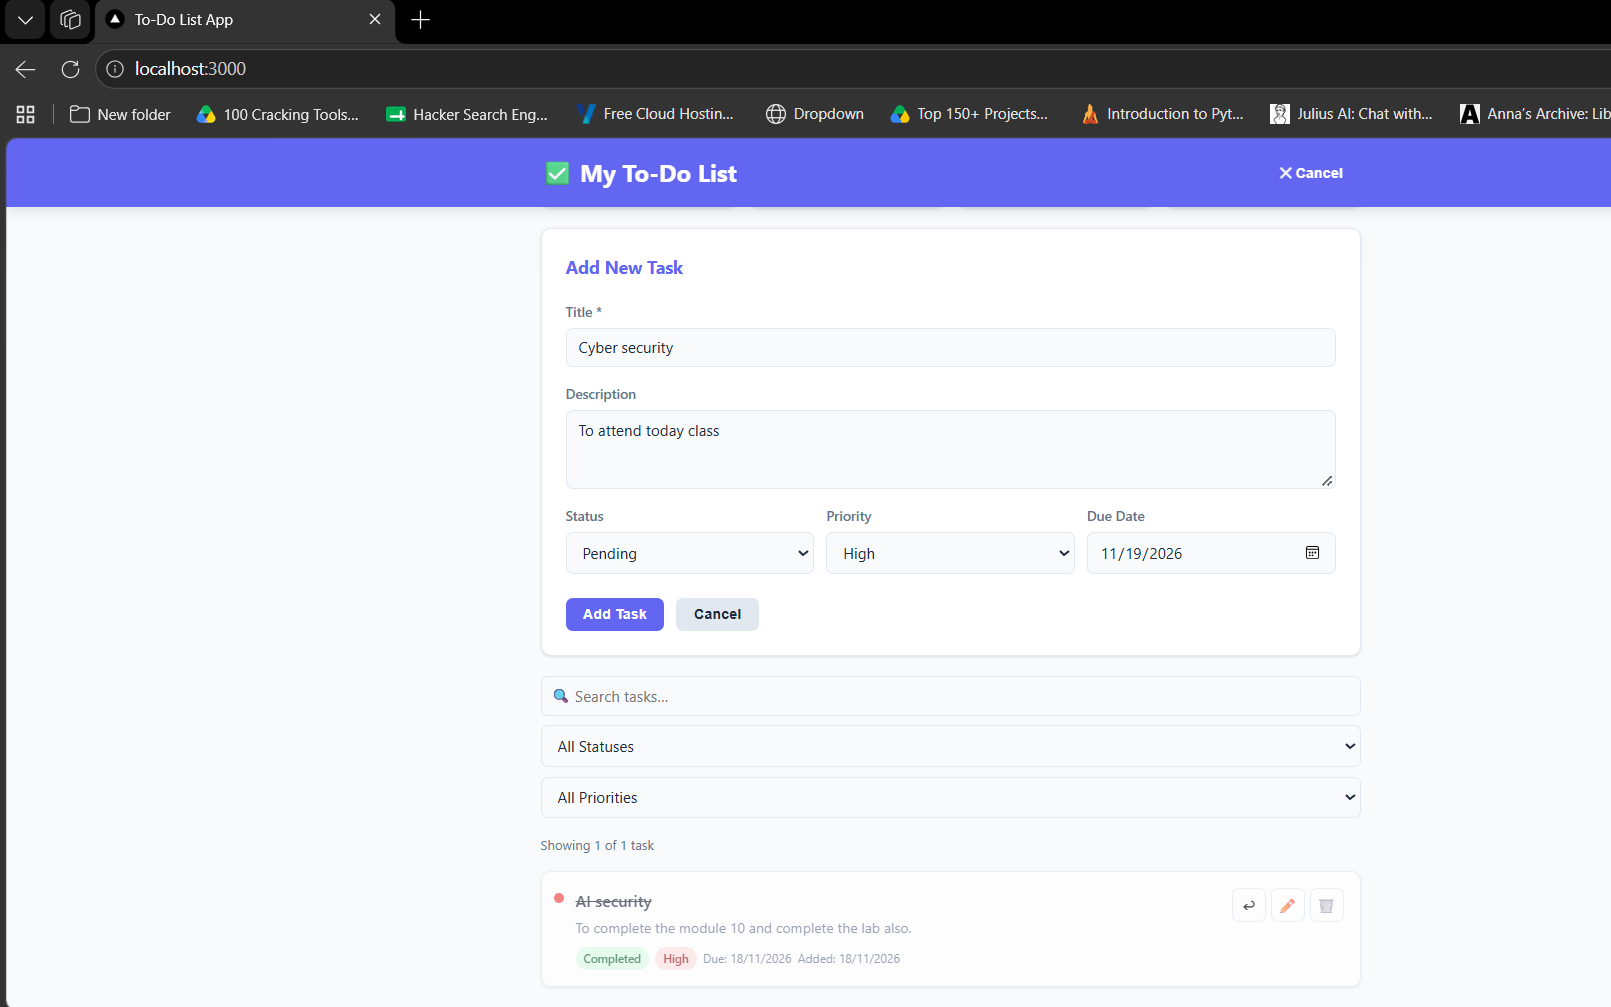 To-Do List App
localhost:3000
New folder
100 Cracking Tools...
Hacker Search Eng...
Free Cloud Hostin...
Dropdown
Top 150+ Projects...
Introduction to Pyt...
Julius AI: Chat with...
Anna's Archive: Lib
My To-Do List
Cancel
Add New Task
Title *
Cyber security
Description
To attend today class
Status
Priority
Due Date
Pending
High
11/19/2026
Add Task
Cancel
Search tasks...
All Statuses
All Priorities
Showing 1 of 1 task
AI security
To complete the module 10 and complete the lab also.
Completed High Due: 18/11/2026 Added: 18/11/2026